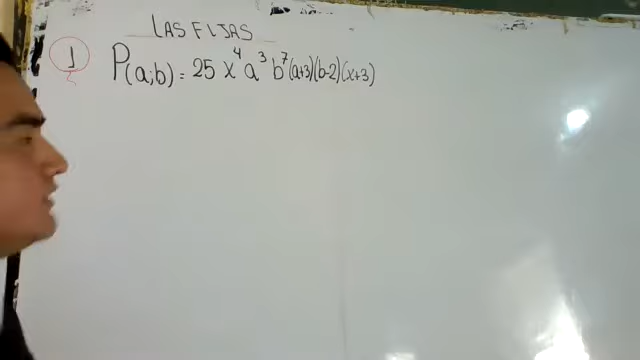 LAS FIJAS
1 P(a;b) = 25 x⁴ a³ b⁷ (a+3)(b-2)(x+3)